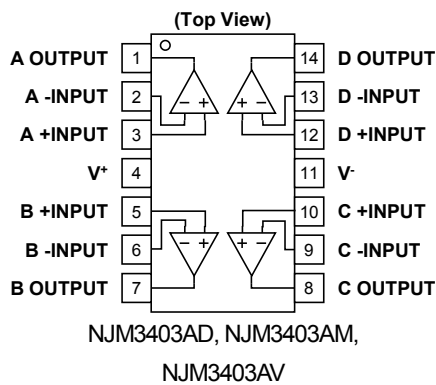 (Top View)
A OUTPUT 1 14 D OUTPUT
A -INPUT 2 − + + − 13 D -INPUT
A +INPUT 3 12 D +INPUT
V⁺ 4 11 V⁻
B +INPUT 5 10 C +INPUT
B -INPUT 6 − + + − 9 C -INPUT
B OUTPUT 7 8 C OUTPUT
NJM3403AD, NJM3403AM,
NJM3403AV